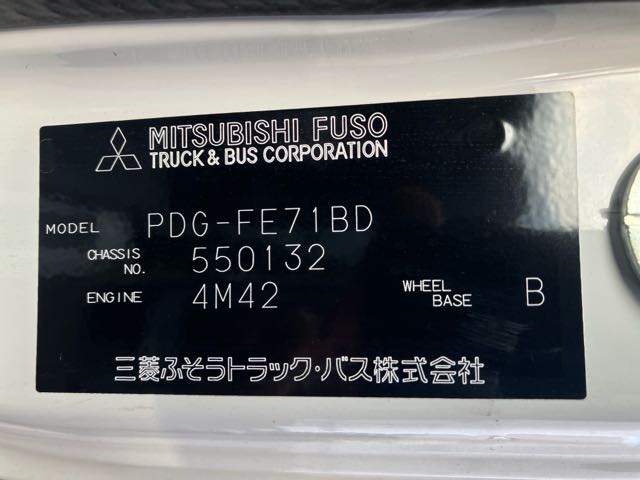 MITSUBISHI FUSO
TRUCK & BUS CORPORATION
MODEL PDG-FE71BD
CHASSIS NO. 550132
ENGINE 4M42 WHEEL BASE B
三菱ふそうトラック・バス株式会社